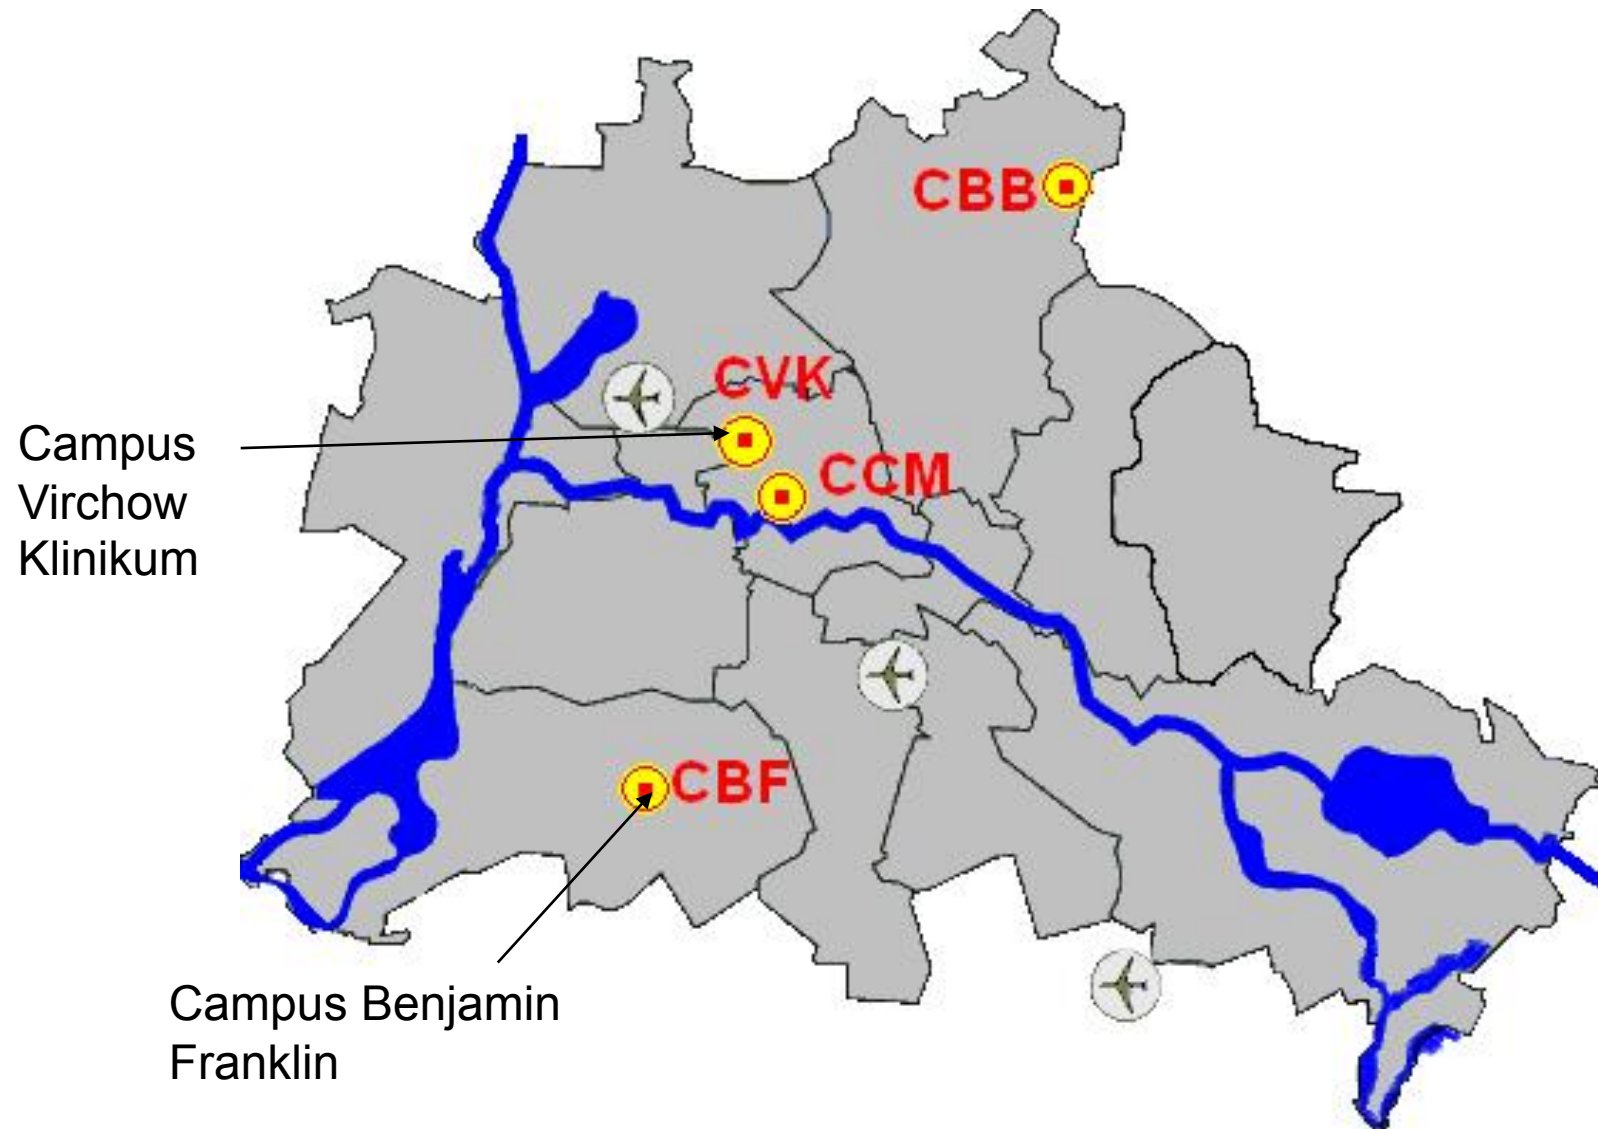 CBB
CVK
Campus
Virchow
Klinikum
CCM
CBF
Campus Benjamin
Franklin